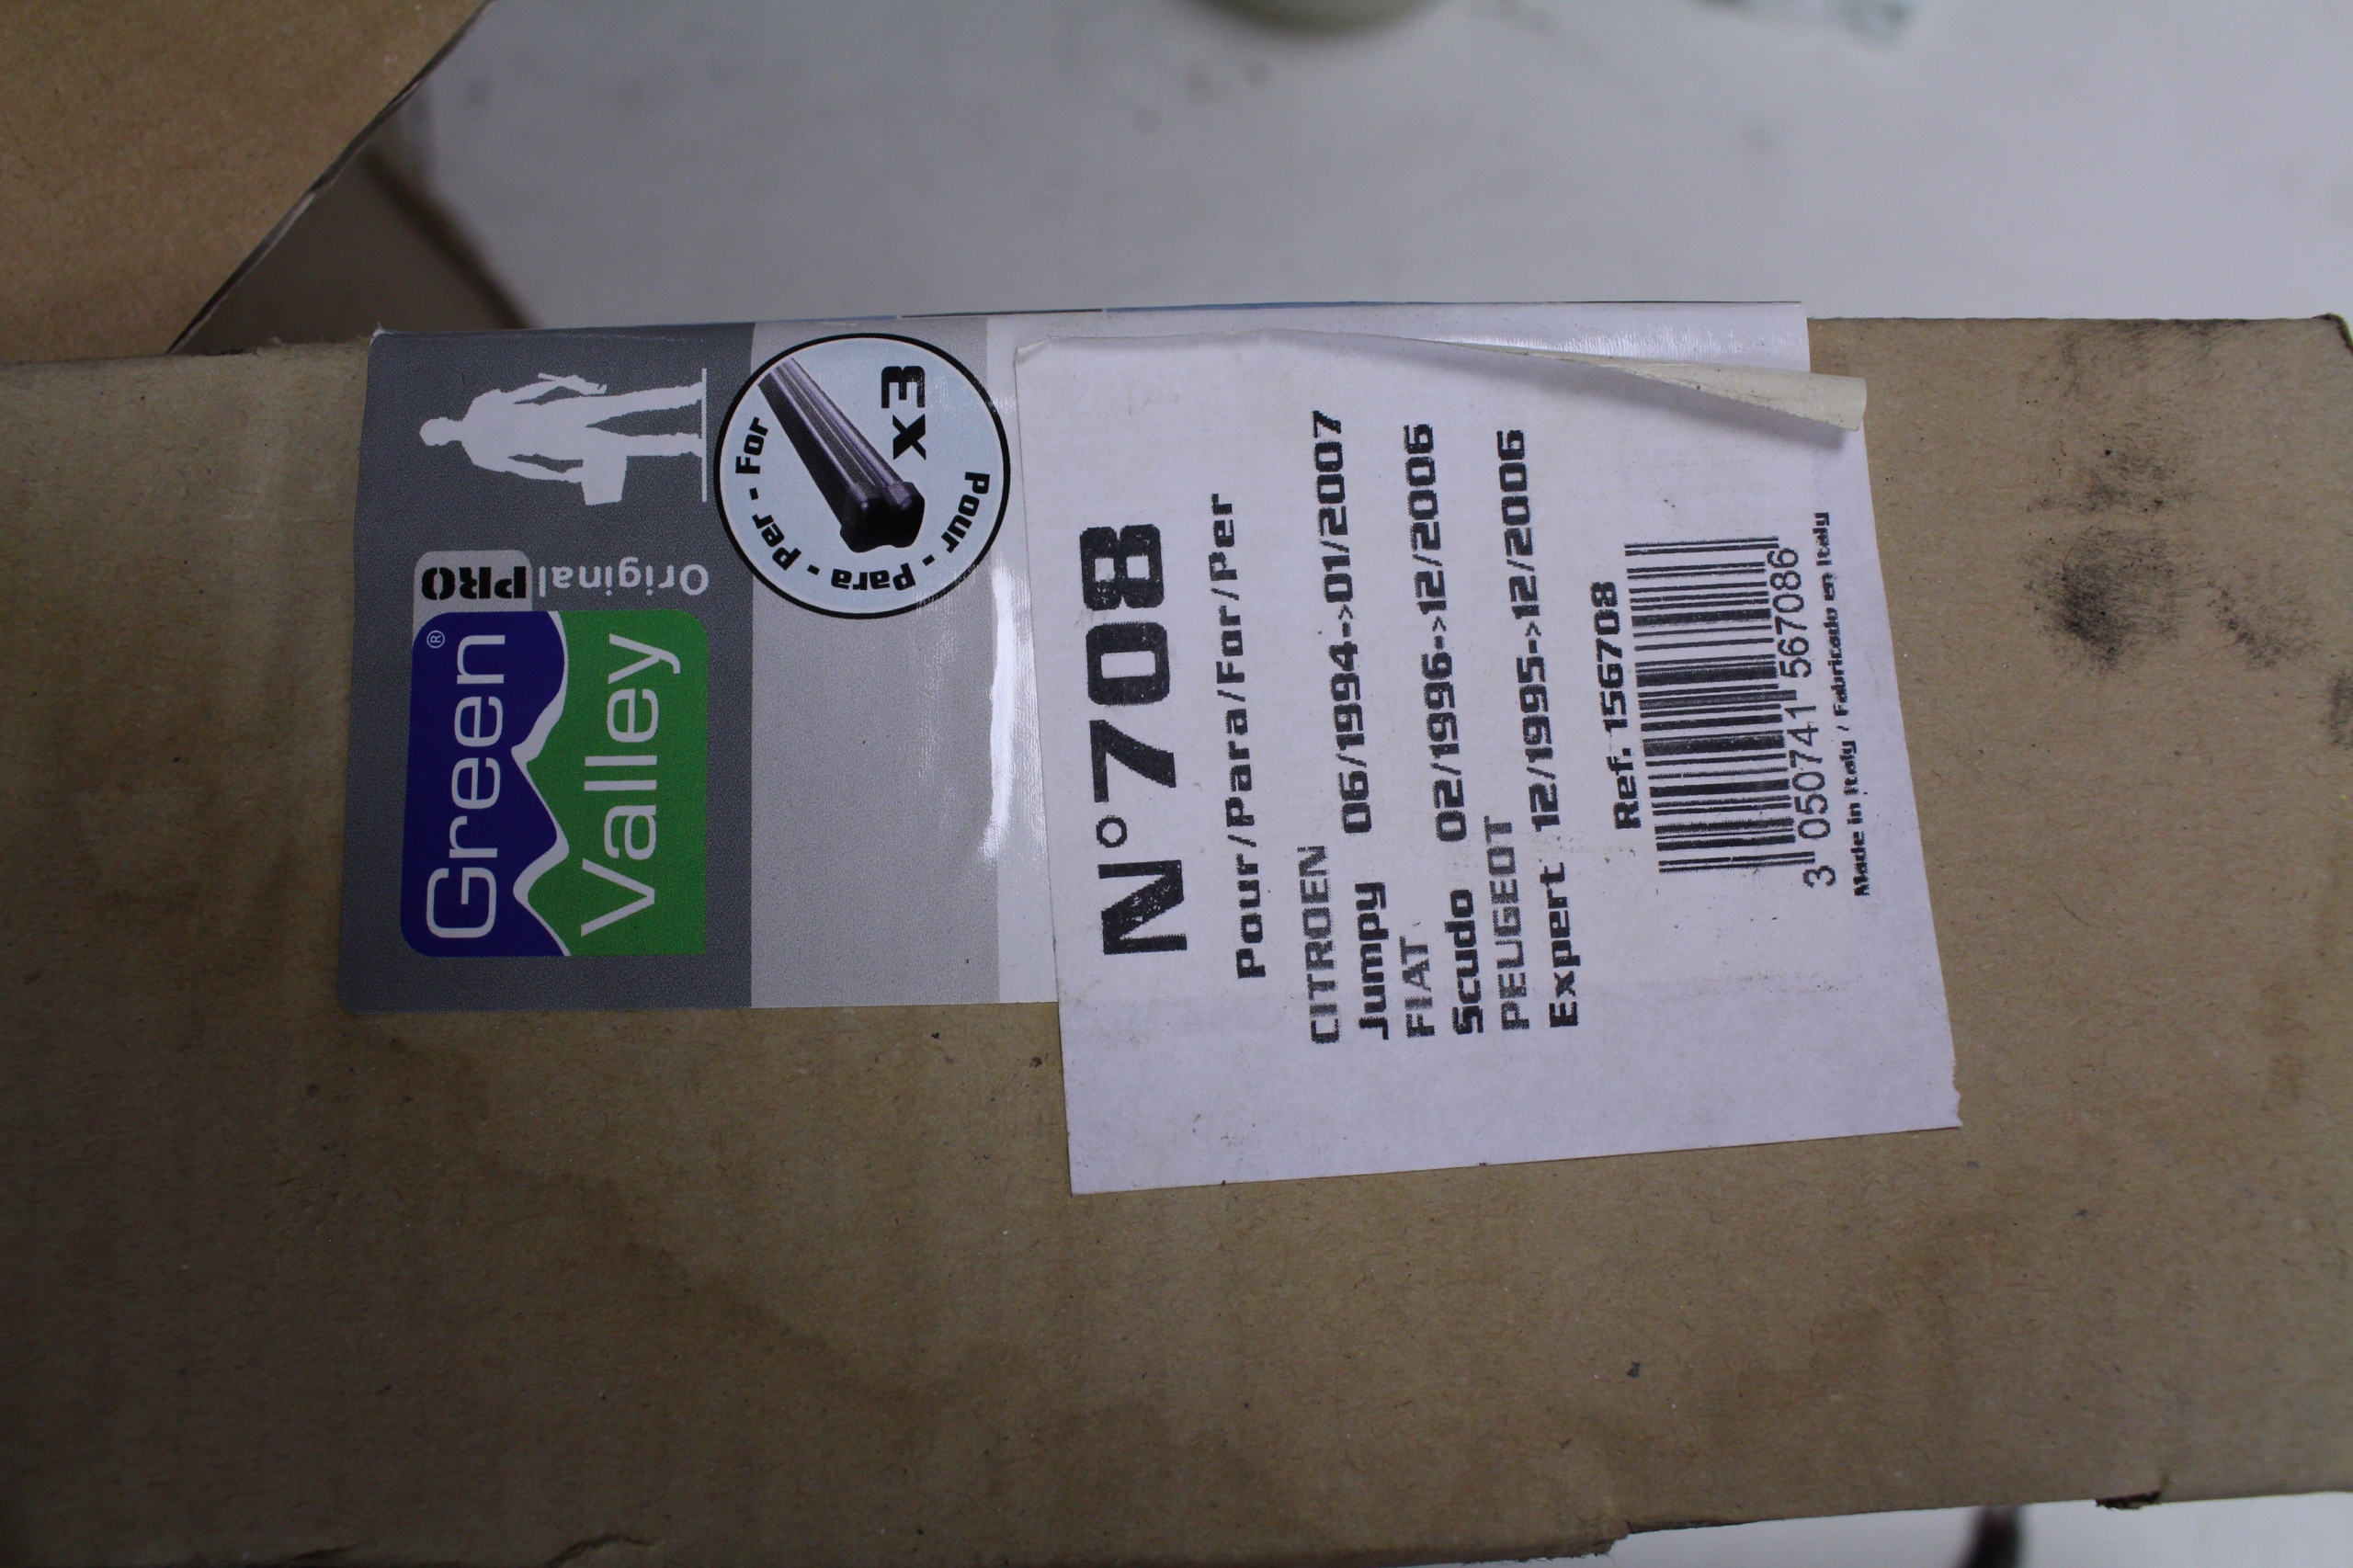 Green
Valley
®
Original
PRO
Pour - Para - Per - For
X3
N°708
Pour/Para/For/Per
CITROEN
Jumpy 06/1994->01/2007
FIAT
Scudo 02/1996->12/2006
PEUGEOT
Expert 12/1995->12/2006
Ref. 156708
3 050741 567086
Made in Italy / Fabricado en Italy